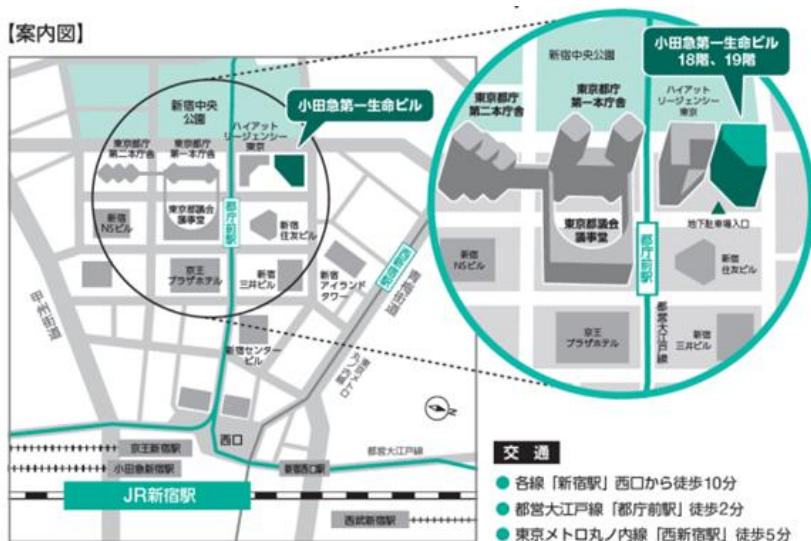 【案内図】
新宿中央
公園
小田急第一生命ビル
ハイアット
リージェンシー
東京
東京都庁
第二本庁舎
東京都庁
第一本庁舎
東京都議会
議事堂
都庁前駅
新宿
NSビル
新宿
住友ビル
京王
プラザホテル
新宿
三井ビル
新宿
アイランド
タワー
西新宿駅
青梅街道
甲州街道
新宿センター
ビル
東京メトロ
丸ノ内線
N
西口
都営大江戸線
京王新宿駅
小田急新宿駅
新宿西口駅
JR新宿駅
西武新宿駅
新宿中央公園
小田急第一生命ビル
18階、19階
東京都庁
第二本庁舎
東京都庁
第一本庁舎
ハイアット
リージェンシー
東京
東京都議会
議事堂
地下駐車場入口
都庁前駅
新宿
NSビル
新宿
住友ビル
京王
プラザホテル
都営大江戸線
新宿
三井ビル
交通
●各線「新宿駅」西口から徒歩10分
●都営大江戸線「都庁前駅」徒歩2分
●東京メトロ丸ノ内線「西新宿駅」徒歩5分